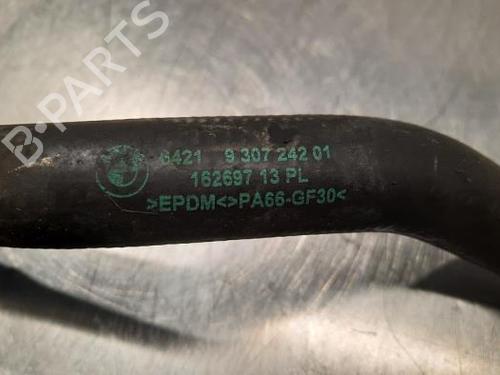 B-PARTS
6421 9 307 242 01
162697 13 PL
>EPDM<>PA66-GF30<